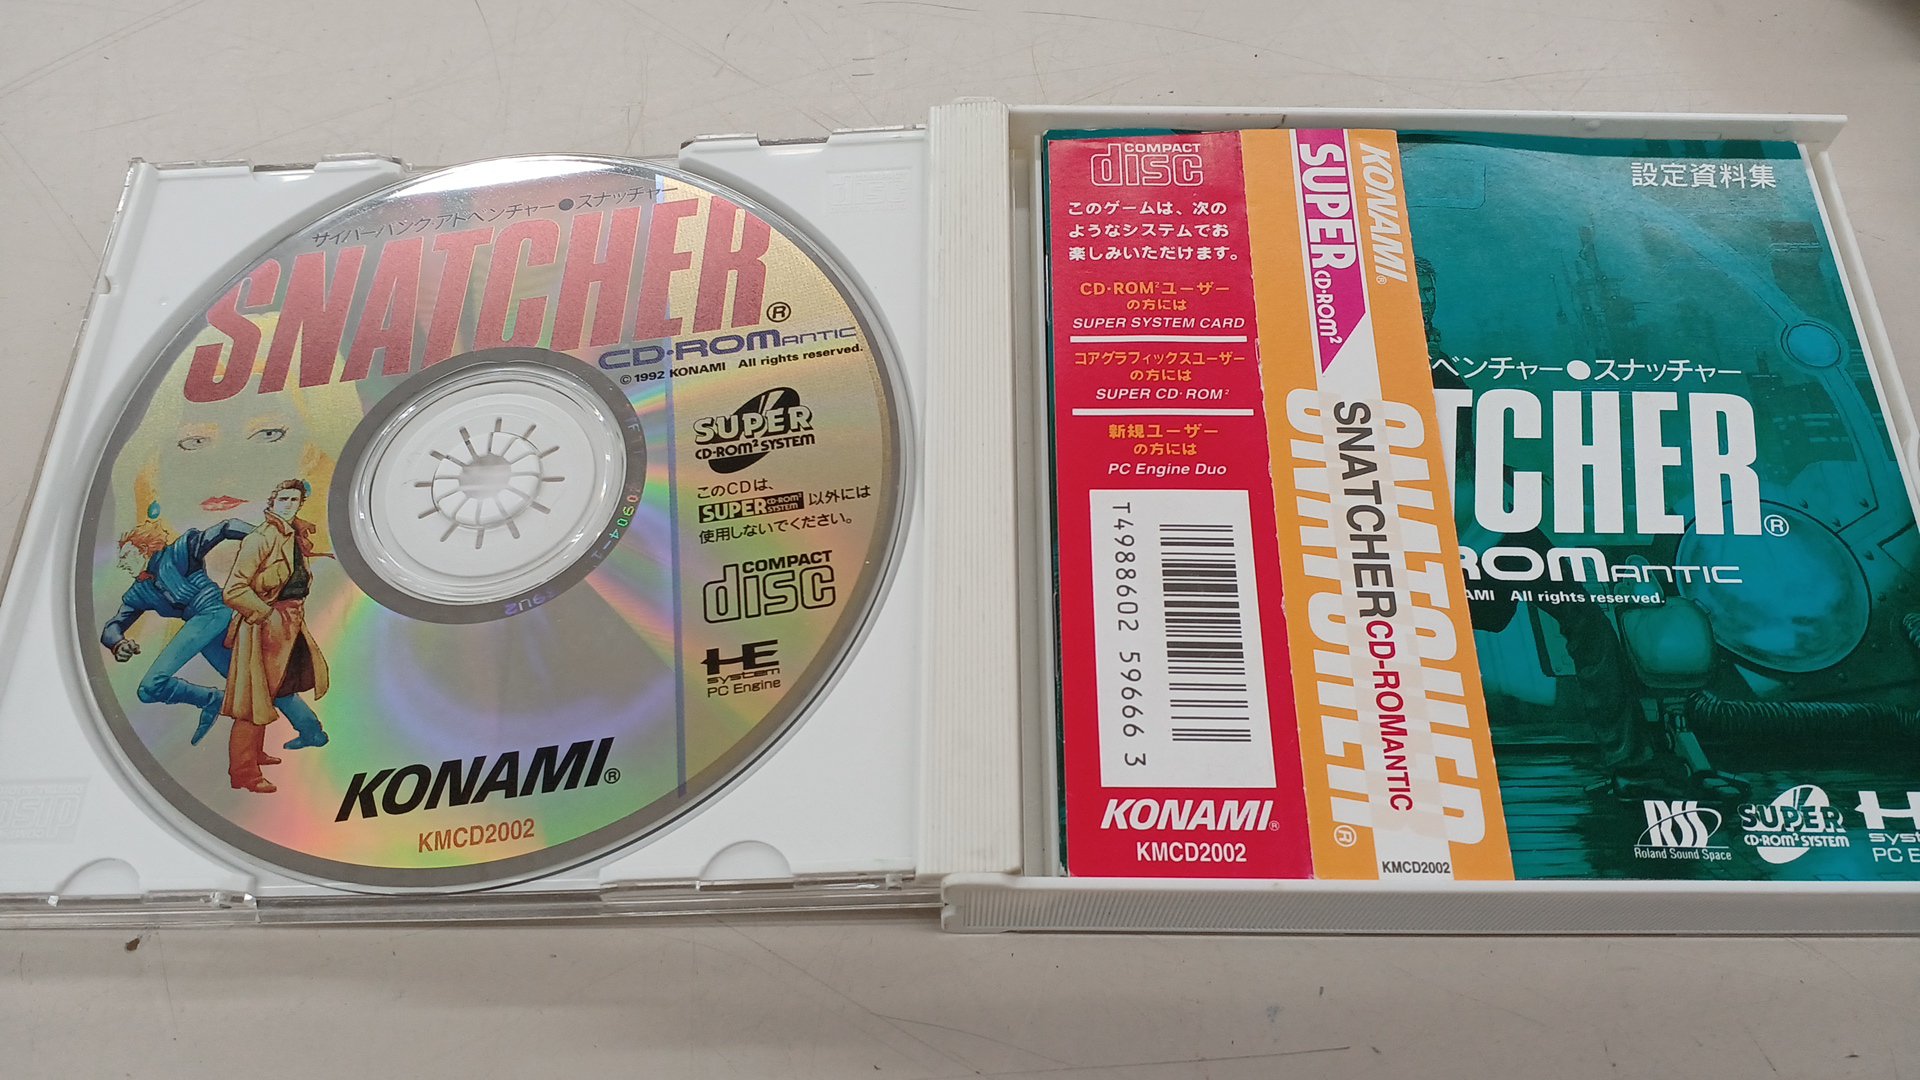 サイバーパンク・アドベンチャー●スナッチャー
SNATCHER®
CD・ROMANTIC
© 1992 KONAMI All rights reserved.
SUPER
CD-ROM² SYSTEM
このCDは、
SUPER CD-ROM² SYSTEM 以外には
使用しないでください。
COMPACT
disc
HE
system
PC Engine
KONAMI®
KMCD2002
COMPACT
disc
このゲームは、次の
ようなシステムでお
楽しみいただけます。
CD・ROM²ユーザー
の方には
SUPER SYSTEM CARD
コアグラフィックスユーザー
の方には
SUPER CD・ROM²
新規ユーザー
の方には
PC Engine Duo
T4988602 59666 3
KONAMI®
KMCD2002
SUPER CD・ROM²
KONAMI®
SNATCHER®
SNATCHER
SNATCHER CD-ROMANTIC
KMCD2002
設定資料集
ベンチャー●スナッチャー
TCHER®
ROMANTIC
AMI All rights reserved.
RSS
Roland Sound Space
SUPER
CD-ROM² SYSTEM
H
syst
PC E